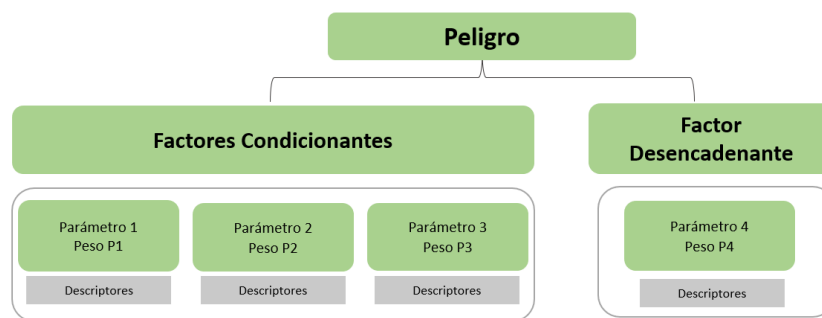 Peligro
Factores Condicionantes
Factor
Desencadenante
Parámetro 1
Peso P1
Parámetro 2
Peso P2
Parámetro 3
Peso P3
Parámetro 4
Peso P4
Descriptores
Descriptores
Descriptores
Descriptores